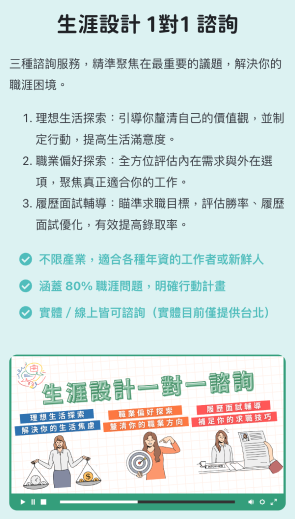 生涯設計 1對1 諮詢
三種諮詢服務，精準聚焦在最重要的議題，解決你的
職涯困境。
1. 理想生活探索：引導你釐清自己的價值觀，並制
定行動，提高生活滿意度。
2. 職業偏好探索：全方位評估內在需求與外在選
項，聚焦真正適合你的工作。
3. 履歷面試輔導：瞄準求職目標，評估勝率、履歷
面試優化，有效提高錄取率。
不限產業，適合各種年資的工作者或新鮮人
涵蓋 80% 職涯問題，明確行動計畫
實體 / 線上皆可諮詢（實體目前僅提供台北）
生涯設計一對一諮詢
理想生活探索
解決你的生活焦慮
職業偏好探索
釐清你的職業方向
履歷面試輔導
補足你的求職技巧